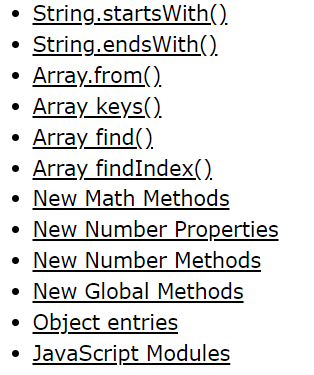 String.startsWith()
String.endsWith()
Array.from()
Array keys()
Array find()
Array findIndex()
New Math Methods
New Number Properties
New Number Methods
New Global Methods
Object entries
JavaScript Modules